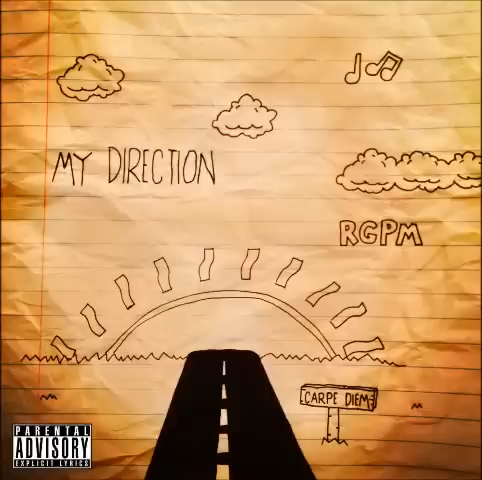 MY DIRECTION
RGPM
CARPE DIEM
PARENTAL
ADVISORY
EXPLICIT LYRICS